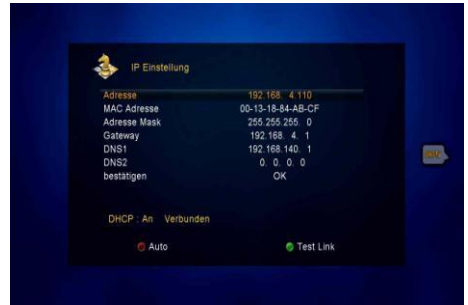 IP Einstellung
Adresse 192.168. 4.110
MAC Adresse 00-13-18-84-AB-CF
Adresse Mask 255.255.255. 0
Gateway 192.168. 4. 1
DNS1 192.168.140. 1
DNS2 0. 0. 0. 0
bestätigen OK
DHCP : An Verbunden
Auto Test Link